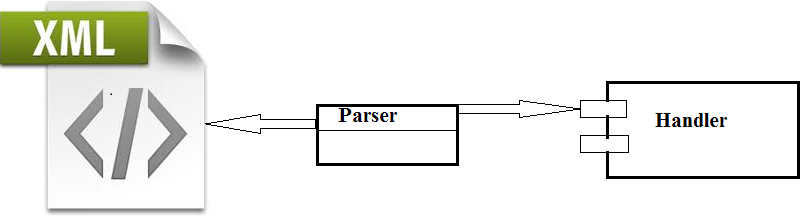 XML
</>
Parser
Handler